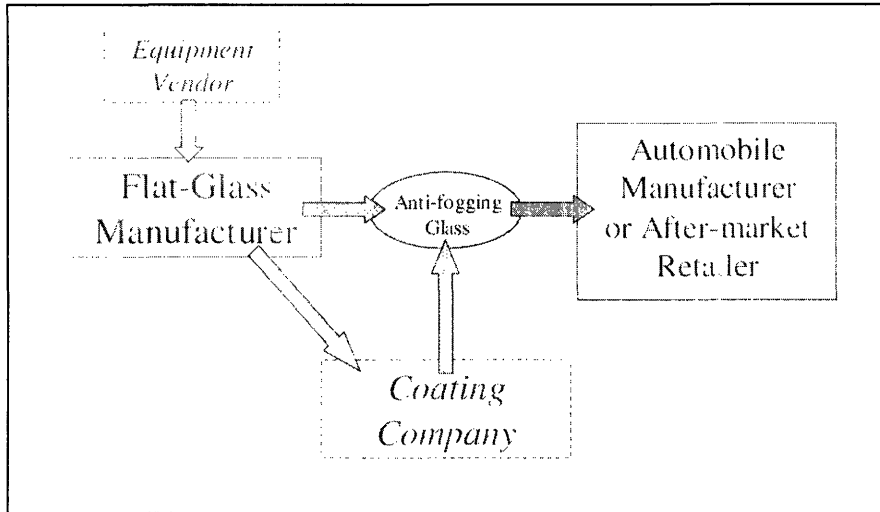 Equipment
Vendor
Flat-Glass
Manufacturer
Anti-fogging
Glass
Automobile
Manufacturer
or After-market
Retailer
Coating
Company